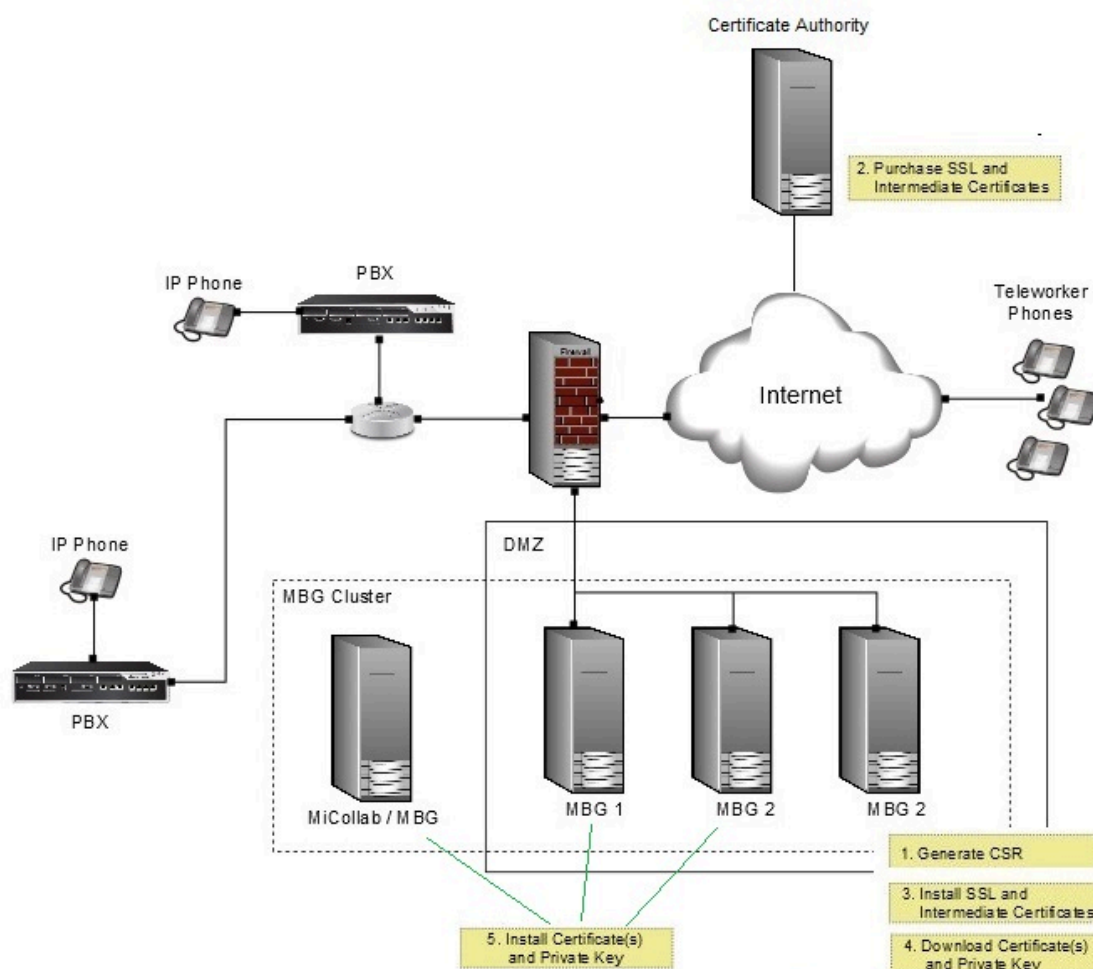 Certificate Authority
2. Purchase SSL and
Intermediate Certificates
PBX
IP Phone
Teleworker
Phones
Firewall
Internet
IP Phone
DMZ
MBG Cluster
PBX
MiCollab / MBG
MBG 1
MBG 2
MBG 2
1. Generate CSR
3. Install SSL and
Intermediate Certificates
5. Install Certificate(s)
and Private Key
4. Download Certificate(s)
and Private Key